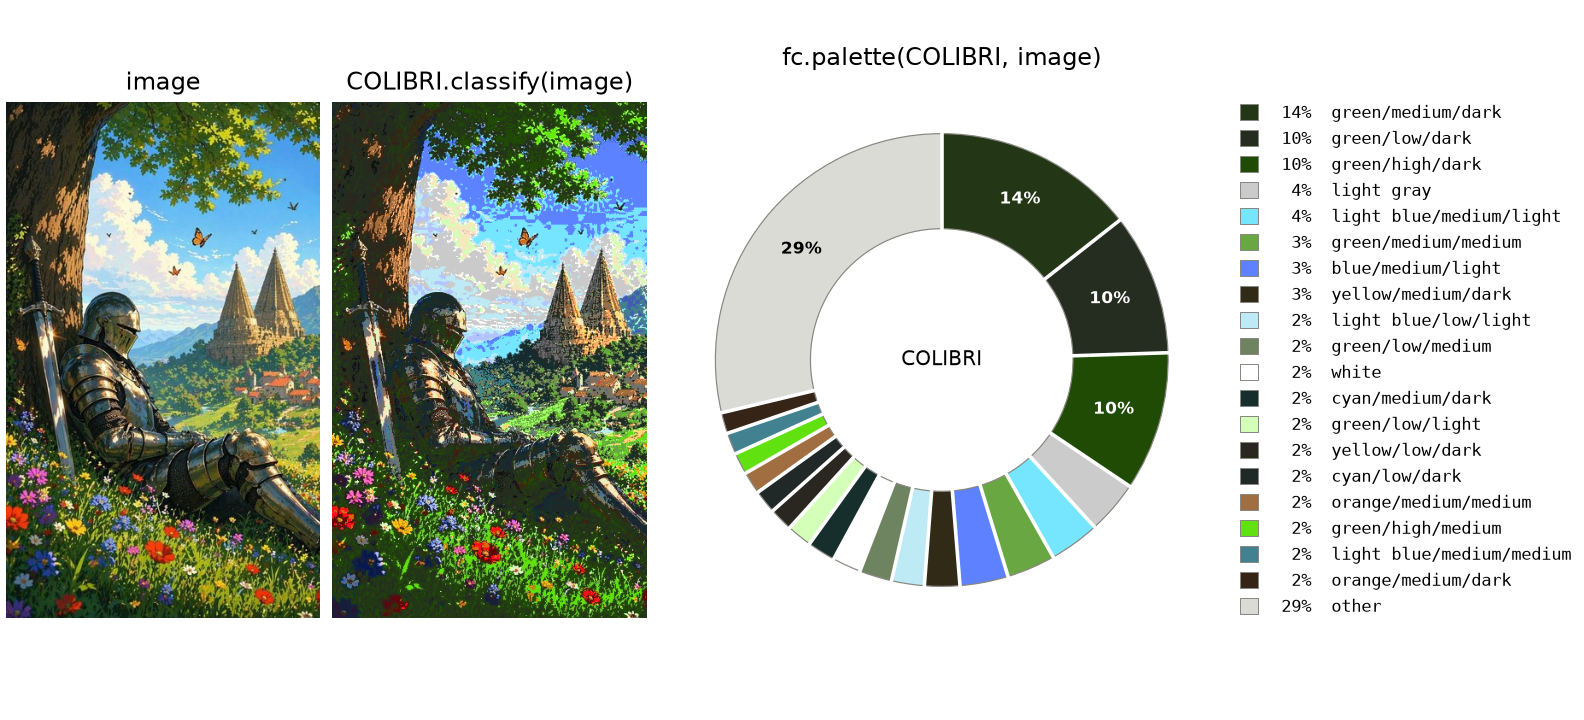 image
COLIBRI.classify(image)
fc.palette(COLIBRI, image)
14%
10%
10%
29%
COLIBRI
14% green/medium/dark
10% green/low/dark
10% green/high/dark
4% light gray
4% light blue/medium/light
3% green/medium/medium
3% blue/medium/light
3% yellow/medium/dark
2% light blue/low/light
2% green/low/medium
2% white
2% cyan/medium/dark
2% green/low/light
2% yellow/low/dark
2% cyan/low/dark
2% orange/medium/medium
2% green/high/medium
2% light blue/medium/medium
2% orange/medium/dark
29% other